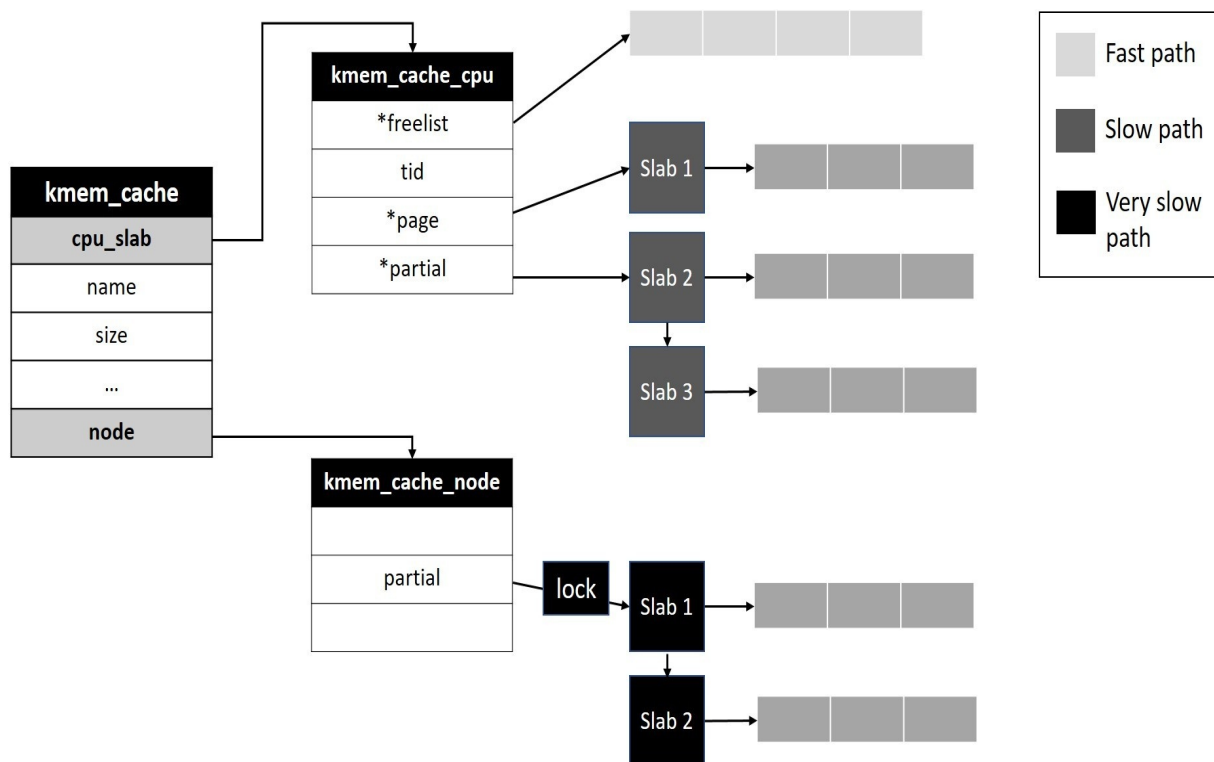 kmem_cache
cpu_slab
name
size
...
node
kmem_cache_cpu
*freelist
tid
*page
*partial
Slab 1
Slab 2
Slab 3
kmem_cache_node
partial
lock
Slab 1
Slab 2
Fast path
Slow path
Very slow
path